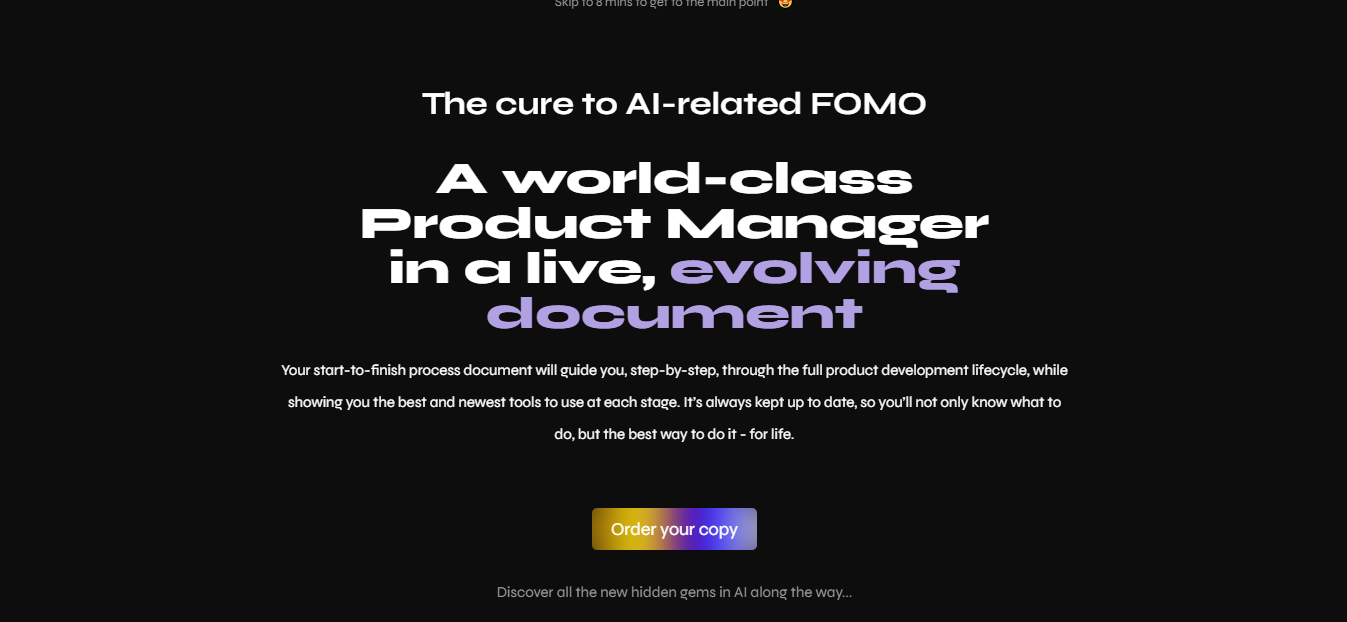 Skip to 8 mins to get to the main point 😍
The cure to AI-related FOMO
A world-class
Product Manager
in a live, evolving
document
Your start-to-finish process document will guide you, step-by-step, through the full product development lifecycle, while
showing you the best and newest tools to use at each stage. It’s always kept up to date, so you’ll not only know what to
do, but the best way to do it - for life.
Order your copy
Discover all the new hidden gems in AI along the way...